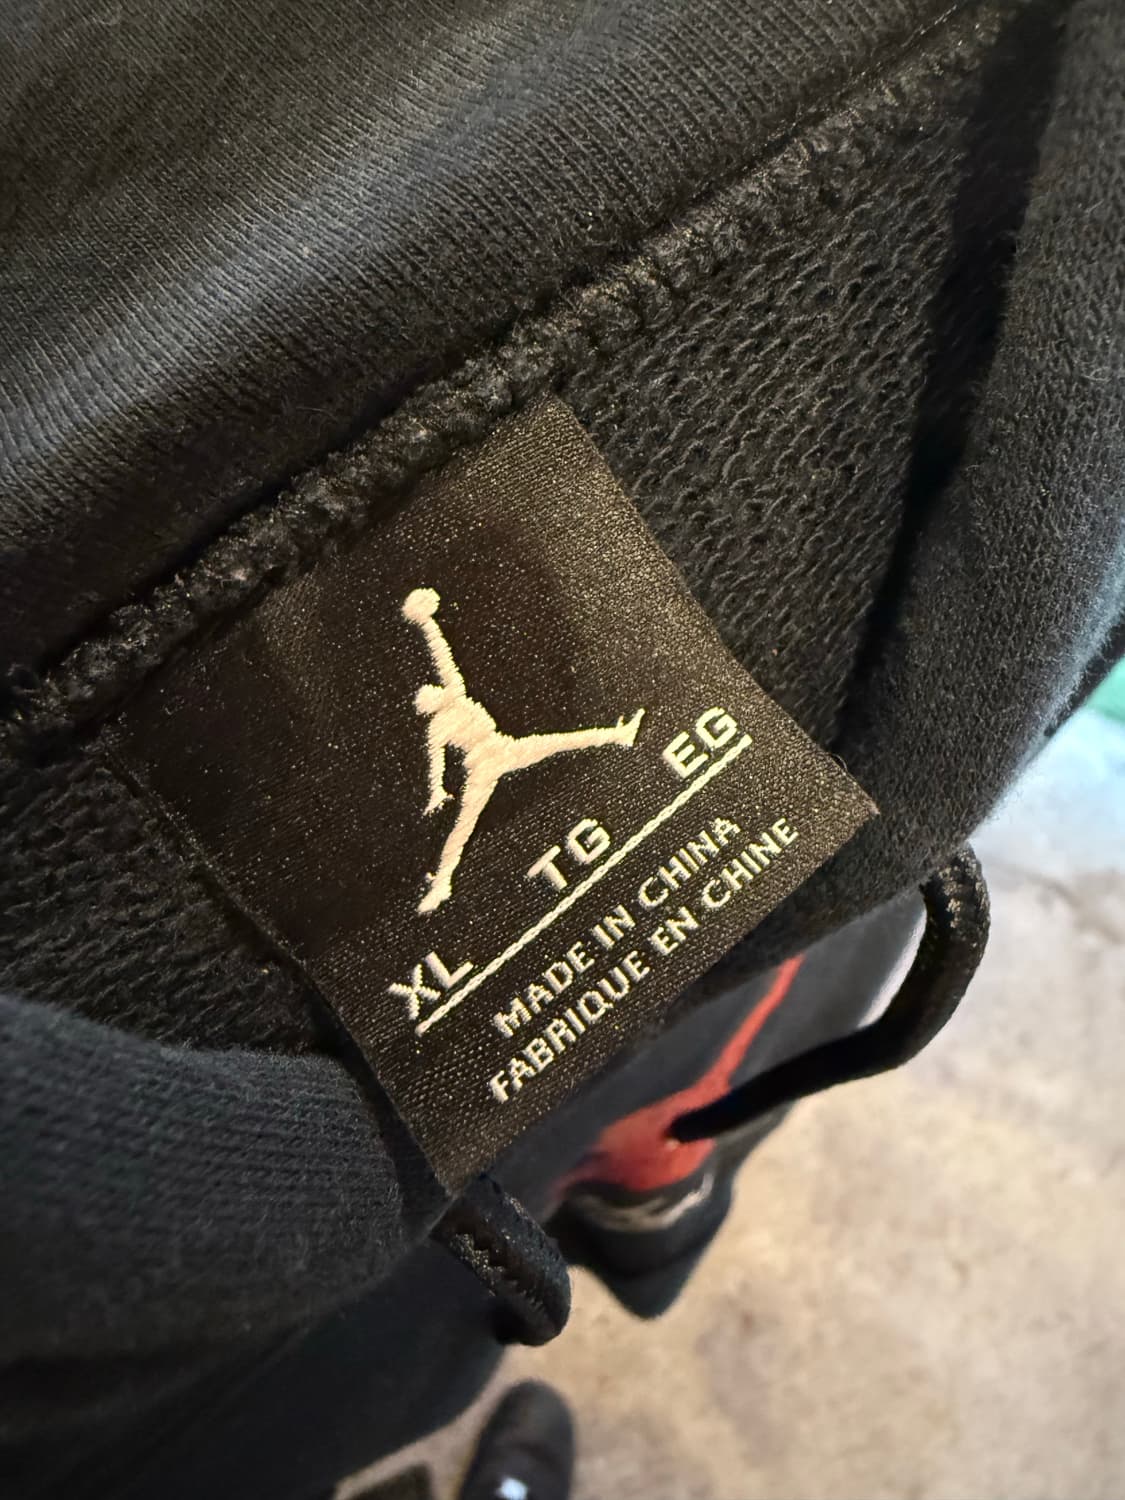 XL TG EG
MADE IN CHINA
FABRIQUE EN CHINE